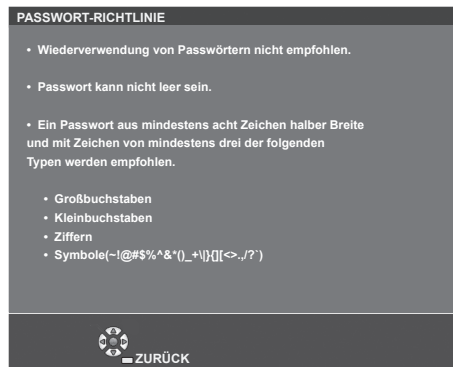 PASSWORT-RICHTLINIE
• Wiederverwendung von Passwörtern nicht empfohlen.
• Passwort kann nicht leer sein.
• Ein Passwort aus mindestens acht Zeichen halber Breite
und mit Zeichen von mindestens drei der folgenden
Typen werden empfohlen.
• Großbuchstaben
• Kleinbuchstaben
• Ziffern
• Symbole(~!@#$%^&*()_+\|}{][<>.,/?`)
ZURÜCK